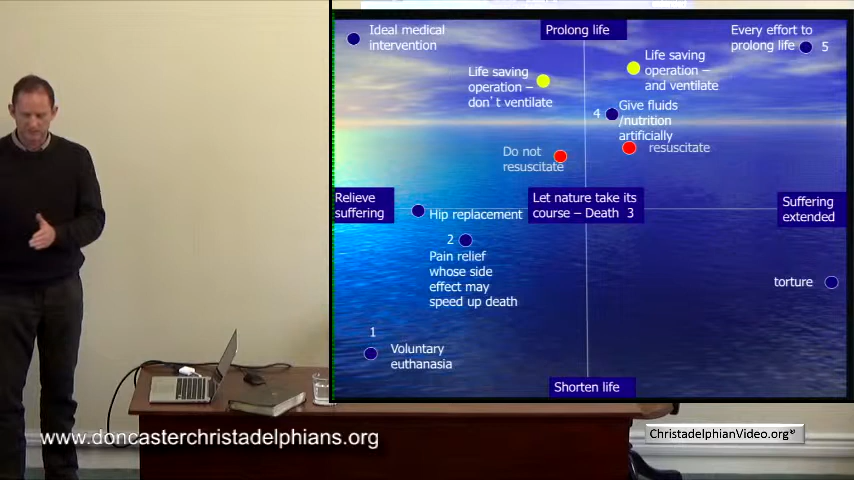 Ideal medical
intervention
Prolong life
Every effort to
prolong life 5
Life saving
operation –
don't ventilate
Life saving
operation –
and ventilate
4 Give fluids
/nutrition
artificially
Do not
resuscitate
resuscitate
Relieve
suffering
Let nature take its
course – Death 3
Suffering
extended
Hip replacement
2
Pain relief
whose side
effect may
speed up death
torture
1
Voluntary
euthanasia
Shorten life
www.doncasterchristadelphians.org
ChristadelphianVideo.org®